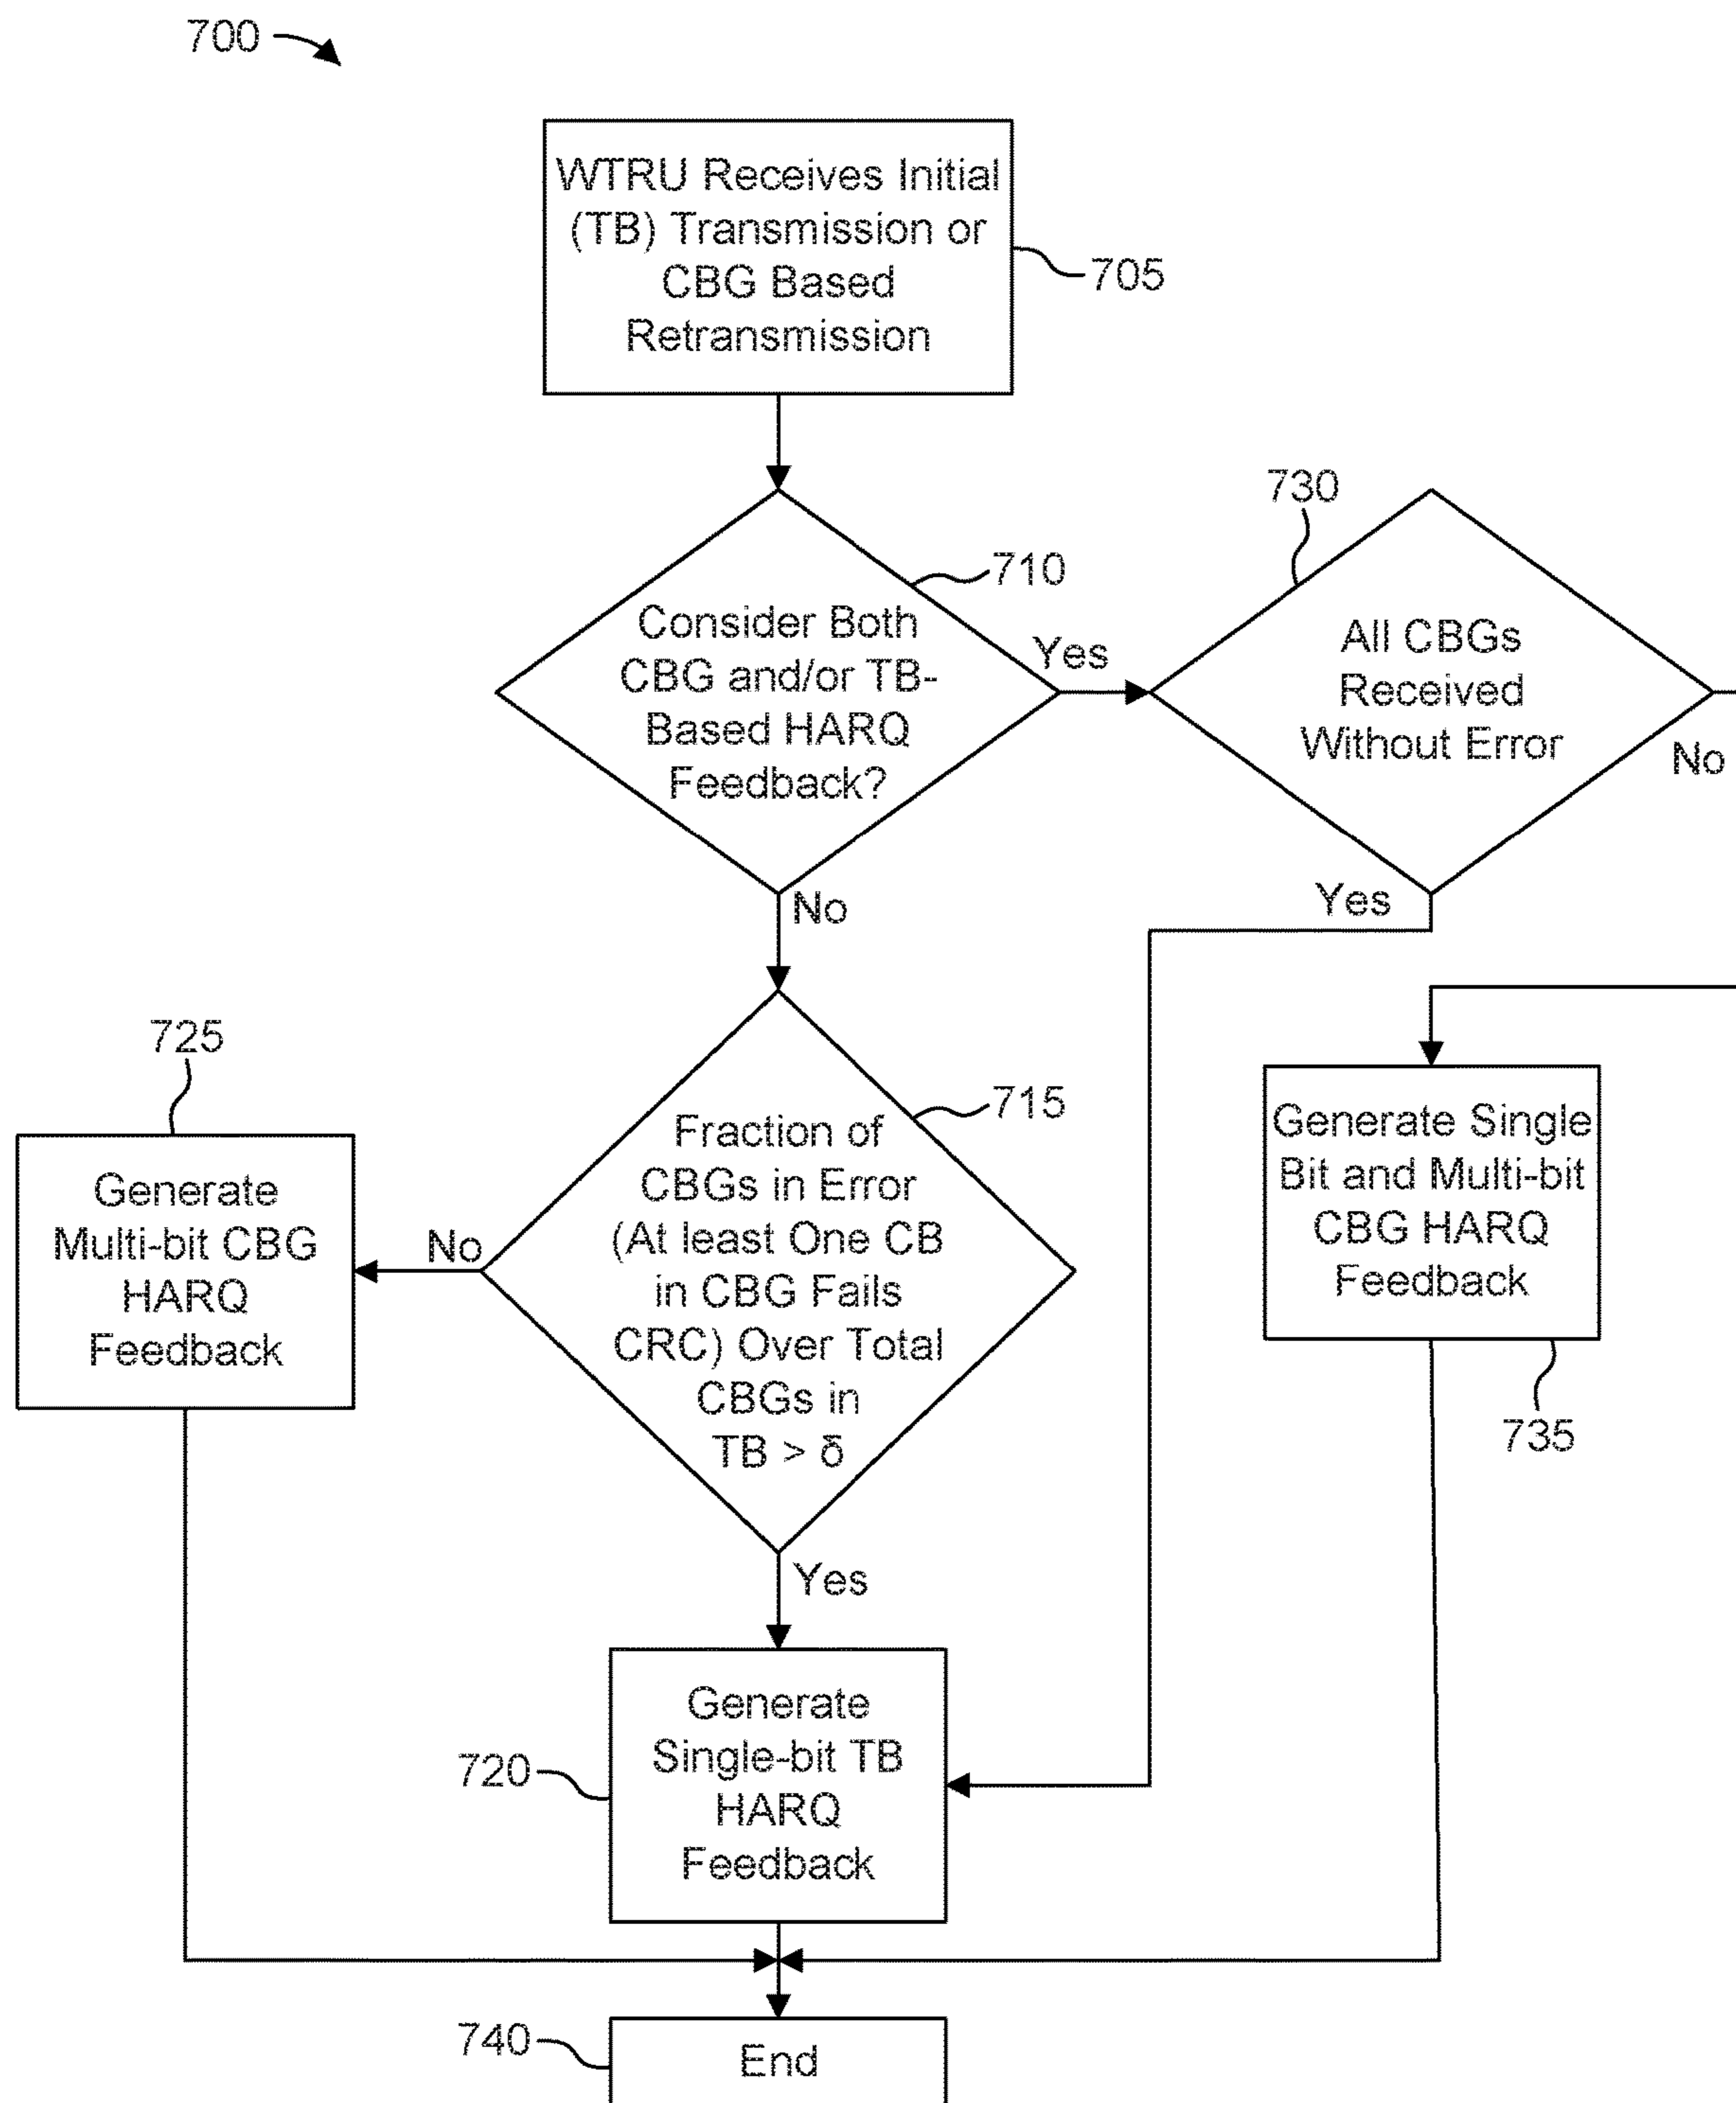 700
WTRU Receives Initial
(TB) Transmission or
CBG Based
Retransmission
705
730
710
Consider Both
CBG and/or TB-
Based HARQ
Feedback?
Yes
All CBGs
Received
Without Error
No
Yes
No
725
715
Generate
Multi-bit CBG
HARQ
Feedback
No
Fraction of
CBGs in Error
(At least One CB
in CBG Fails
CRC) Over Total
CBGs in
TB > δ
Generate Single
Bit and Multi-bit
CBG HARQ
Feedback
735
Yes
720
Generate
Single-bit TB
HARQ
Feedback
740
End